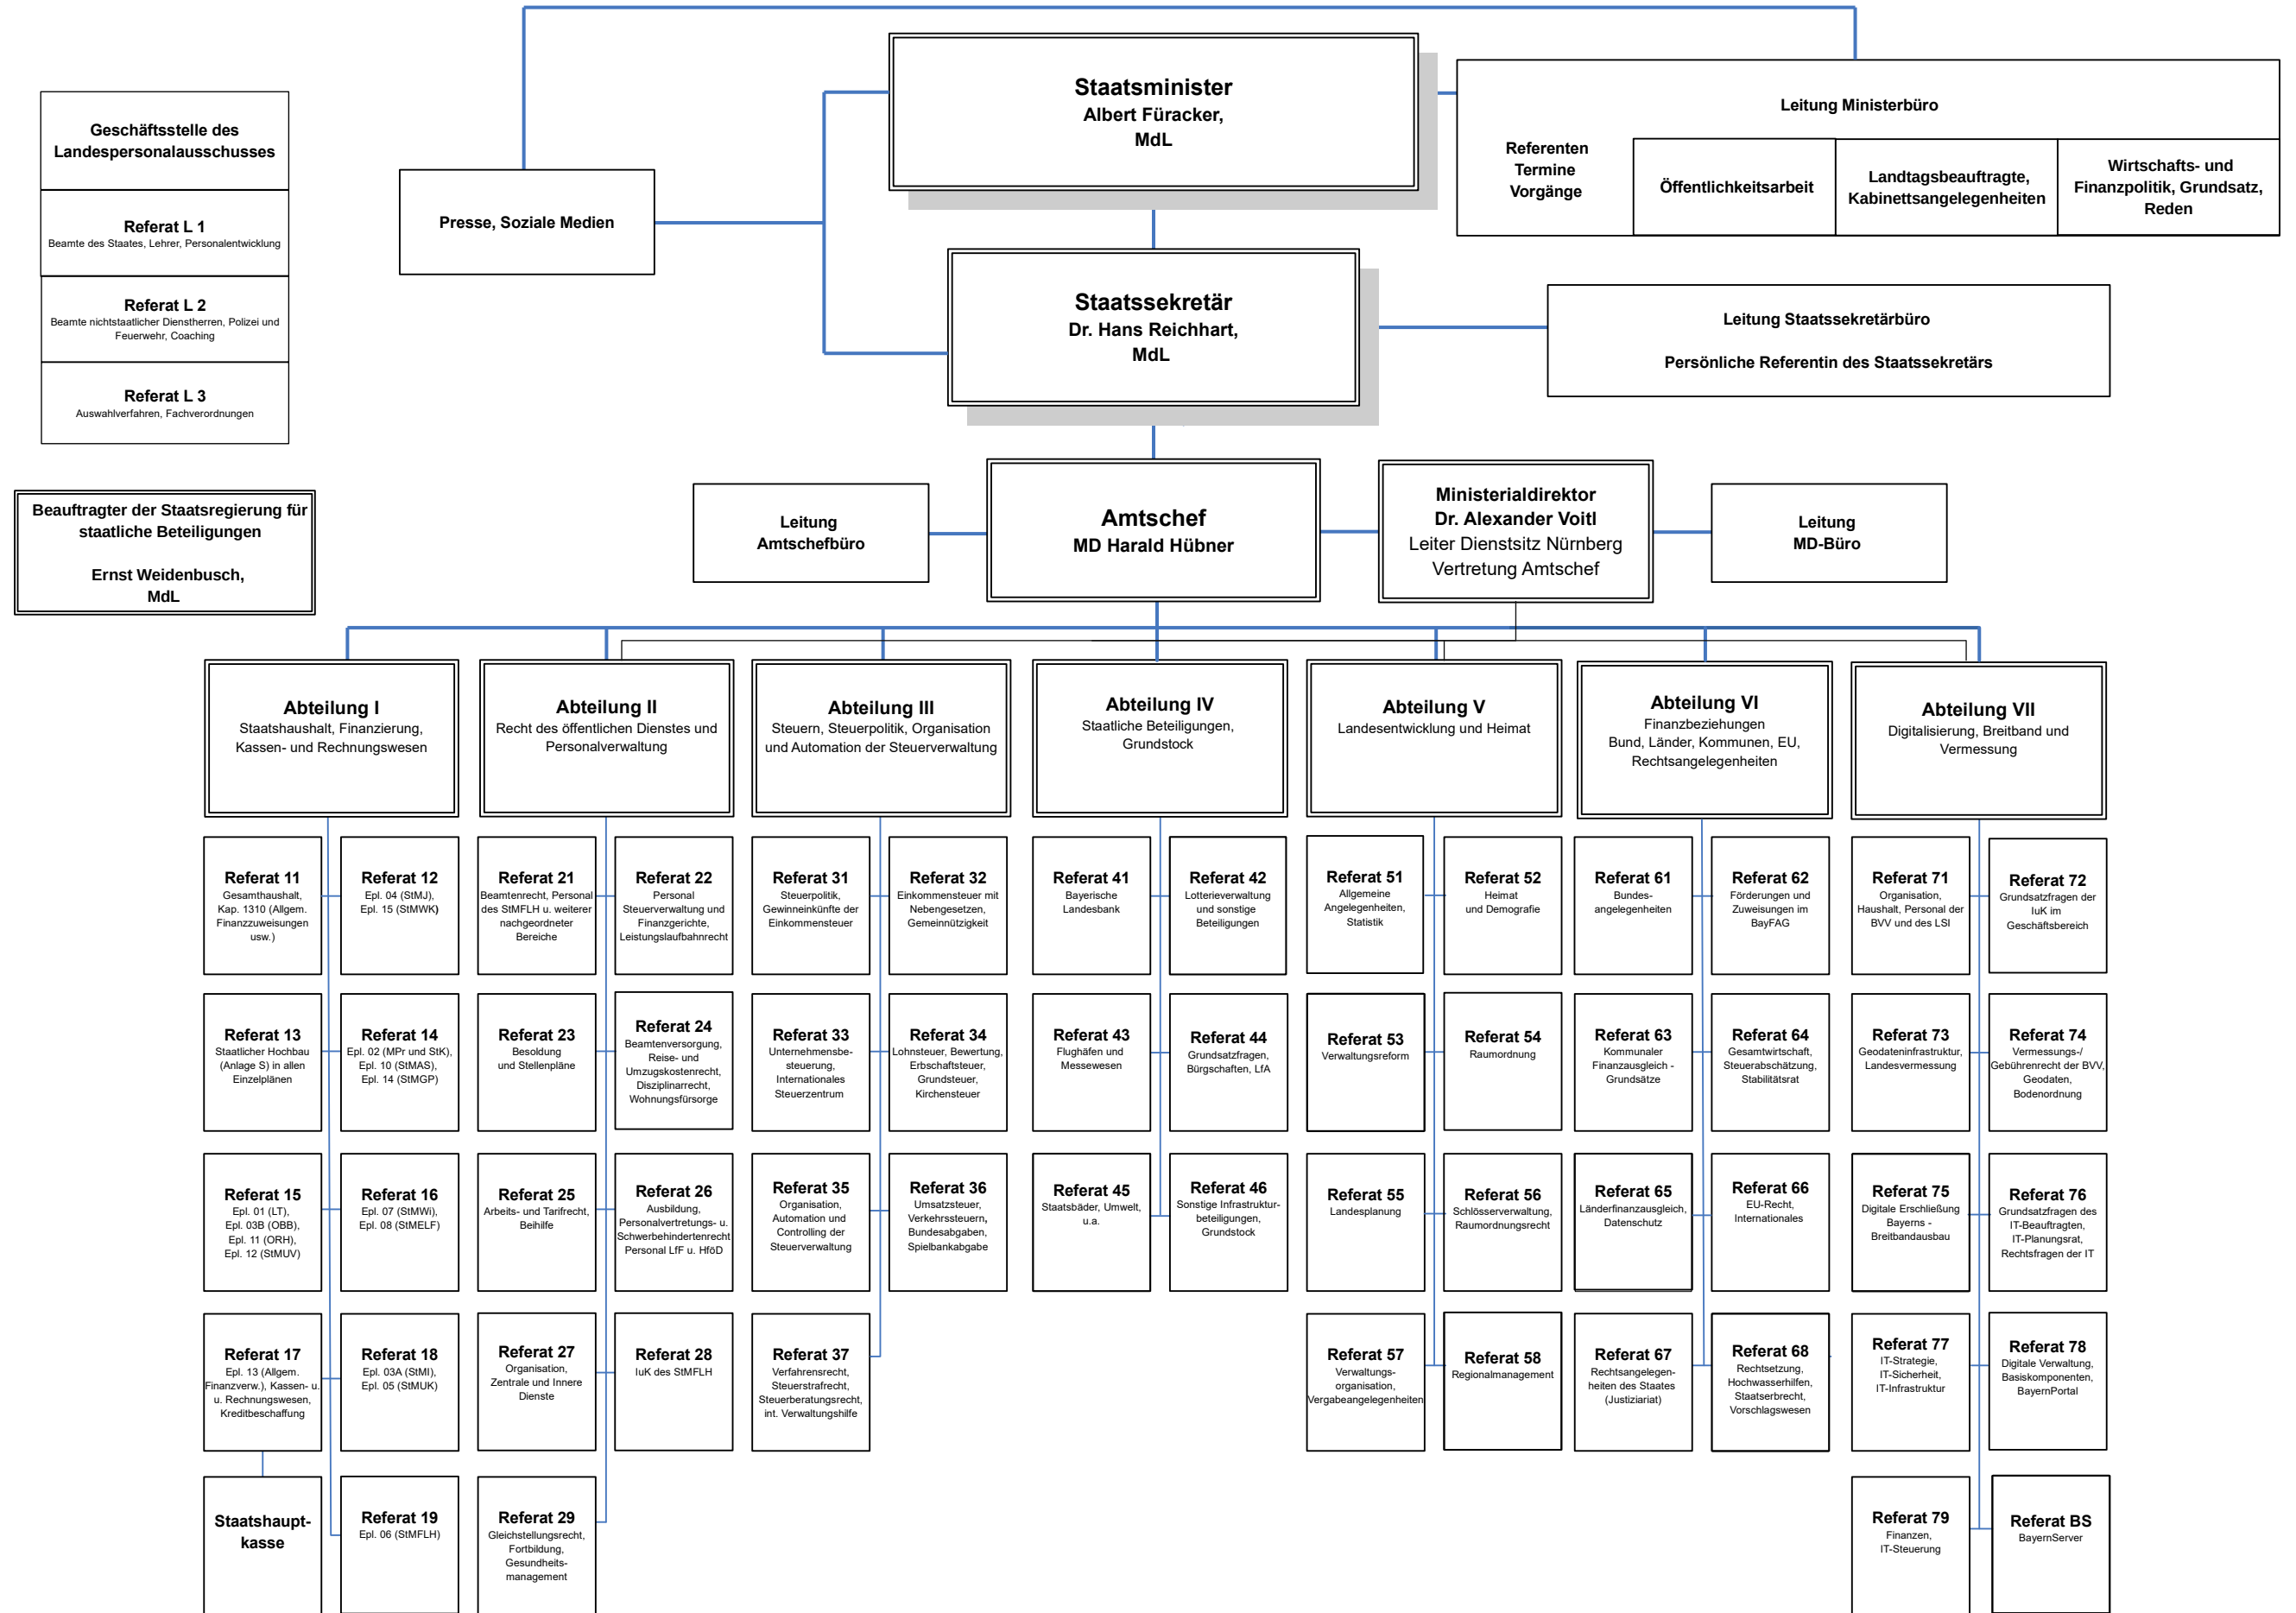 Staatsminister
Albert Füracker,
MdL
Leitung Ministerbüro
Referenten
Termine
Vorgänge
Öffentlichkeitsarbeit
Landtagsbeauftragte,
Kabinettsangelegenheiten
Wirtschafts- und
Finanzpolitik, Grundsatz,
Reden
Geschäftsstelle des
Landespersonalausschusses
Referat L 1
Beamte des Staates, Lehrer, Personalentwicklung
Referat L 2
Beamte nichtstaatlicher Dienstherren, Polizei und
Feuerwehr, Coaching
Referat L 3
Auswahlverfahren, Fachverordnungen
Presse, Soziale Medien
Staatssekretär
Dr. Hans Reichhart,
MdL
Leitung Staatssekretärbüro
Persönliche Referentin des Staatssekretärs
Beauftragter der Staatsregierung für
staatliche Beteiligungen
Ernst Weidenbusch,
MdL
Leitung
Amtschefbüro
Amtschef
MD Harald Hübner
Ministerialdirektor
Dr. Alexander Voitl
Leiter Dienstsitz Nürnberg
Vertretung Amtschef
Leitung
MD-Büro
Abteilung I
Staatshaushalt, Finanzierung,
Kassen- und Rechnungswesen
Abteilung II
Recht des öffentlichen Dienstes und
Personalverwaltung
Abteilung III
Steuern, Steuerpolitik, Organisation
und Automation der Steuerverwaltung
Abteilung IV
Staatliche Beteiligungen,
Grundstock
Abteilung V
Landesentwicklung und Heimat
Abteilung VI
Finanzbeziehungen
Bund, Länder, Kommunen, EU,
Rechtsangelegenheiten
Abteilung VII
Digitalisierung, Breitband und
Vermessung
Referat 11
Gesamthaushalt,
Kap. 1310 (Allgem.
Finanzzuweisungen
usw.)
Referat 12
Epl. 04 (StMJ),
Epl. 15 (StMWK)
Referat 21
Beamtenrecht, Personal
des StMFLH u. weiterer
nachgeordneter
Bereiche
Referat 22
Personal
Steuerverwaltung und
Finanzgerichte,
Leistungslaufbahnrecht
Referat 31
Steuerpolitik,
Gewinneinkünfte der
Einkommensteuer
Referat 32
Einkommensteuer mit
Nebengesetzen,
Gemeinnützigkeit
Referat 41
Bayerische
Landesbank
Referat 42
Lotterieverwaltung
und sonstige
Beteiligungen
Referat 51
Allgemeine
Angelegenheiten,
Statistik
Referat 52
Heimat
und Demografie
Referat 61
Bundes-
angelegenheiten
Referat 62
Förderungen und
Zuweisungen im
BayFAG
Referat 71
Organisation,
Haushalt, Personal der
BVV und des LSI
Referat 72
Grundsatzfragen der
IuK im
Geschäftsbereich
Referat 13
Staatlicher Hochbau
(Anlage S) in allen
Einzelplänen
Referat 14
Epl. 02 (MPr und StK),
Epl. 10 (StMAS),
Epl. 14 (StMGP)
Referat 23
Besoldung
und Stellenpläne
Referat 24
Beamtenversorgung,
Reise- und
Umzugskostenrecht,
Disziplinarrecht,
Wohnungsfürsorge
Referat 33
Unternehmensbe-
steuerung,
Internationales
Steuerzentrum
Referat 34
Lohnsteuer, Bewertung,
Erbschaftsteuer,
Grundsteuer,
Kirchensteuer
Referat 43
Flughäfen und
Messewesen
Referat 44
Grundsatzfragen,
Bürgschaften, LfA
Referat 53
Verwaltungsreform
Referat 54
Raumordnung
Referat 63
Kommunaler
Finanzausgleich -
Grundsätze
Referat 64
Gesamtwirtschaft,
Steuerabschätzung,
Stabilitätsrat
Referat 73
Geodateninfrastruktur,
Landesvermessung
Referat 74
Vermessungs-/
Gebührenrecht der BVV,
Geodaten,
Bodenordnung
Referat 15
Epl. 01 (LT),
Epl. 03B (OBB),
Epl. 11 (ORH),
Epl. 12 (StMUV)
Referat 16
Epl. 07 (StMWi)
Epl. 08 (StMELF)
Referat 25
Arbeits- und Tarifrecht,
Beihilfe
Referat 26
Ausbildung,
Personalvertretungs- u.
Schwerbehindertenrecht
Personal LfF u. HföD
Referat 35
Organisation,
Automation und
Controlling der
Steuerverwaltung
Referat 36
Umsatzsteuer,
Verkehrssteuern,
Bundesabgaben,
Spielbankabgabe
Referat 45
Staatsbäder, Umwelt,
u.a.
Referat 46
Sonstige Infrastruktur-
beteiligungen,
Grundstock
Referat 55
Landesplanung
Referat 56
Schlösserverwaltung,
Raumordnungsrecht
Referat 65
Länderfinanzausgleich,
Datenschutz
Referat 66
EU-Recht,
Internationales
Referat 75
Digitale Erschließung
Bayerns -
Breitbandausbau
Referat 76
Grundsatzfragen des
IT-Beauftragten,
IT-Planungsrat,
Rechtsfragen der IT
Referat 17
Epl. 13 (Allgem.
Finanzverw.), Kassen- u.
u. Rechnungswesen,
Kreditbeschaffung
Referat 18
Epl. 03A (StMI),
Epl. 05 (StMUK)
Referat 27
Organisation,
Zentrale und Innere
Dienste
Referat 28
IuK des StMFLH
Referat 37
Verfahrensrecht,
Steuerstrafrecht,
Steuerberatungsrecht,
int. Verwaltungshilfe
Referat 57
Verwaltungs-
organisation,
Vergabeangelegenheiten
Referat 58
Regionalmanagement
Referat 67
Rechtsangelegen-
heiten des Staates
(Justiziariat)
Referat 68
Rechtsetzung,
Hochwasserhilfen,
Staatserbrecht,
Vorschlagswesen
Referat 77
IT-Strategie,
IT-Sicherheit,
IT-Infrastruktur
Referat 78
Digitale Verwaltung,
Basiskomponenten,
BayernPortal
Staatshaupt-
kasse
Referat 19
Epl. 06 (StMFLH)
Referat 29
Gleichstellungsrecht,
Fortbildung,
Gesundheits-
management
Referat 79
Finanzen,
IT-Steuerung
Referat BS
BayernServer